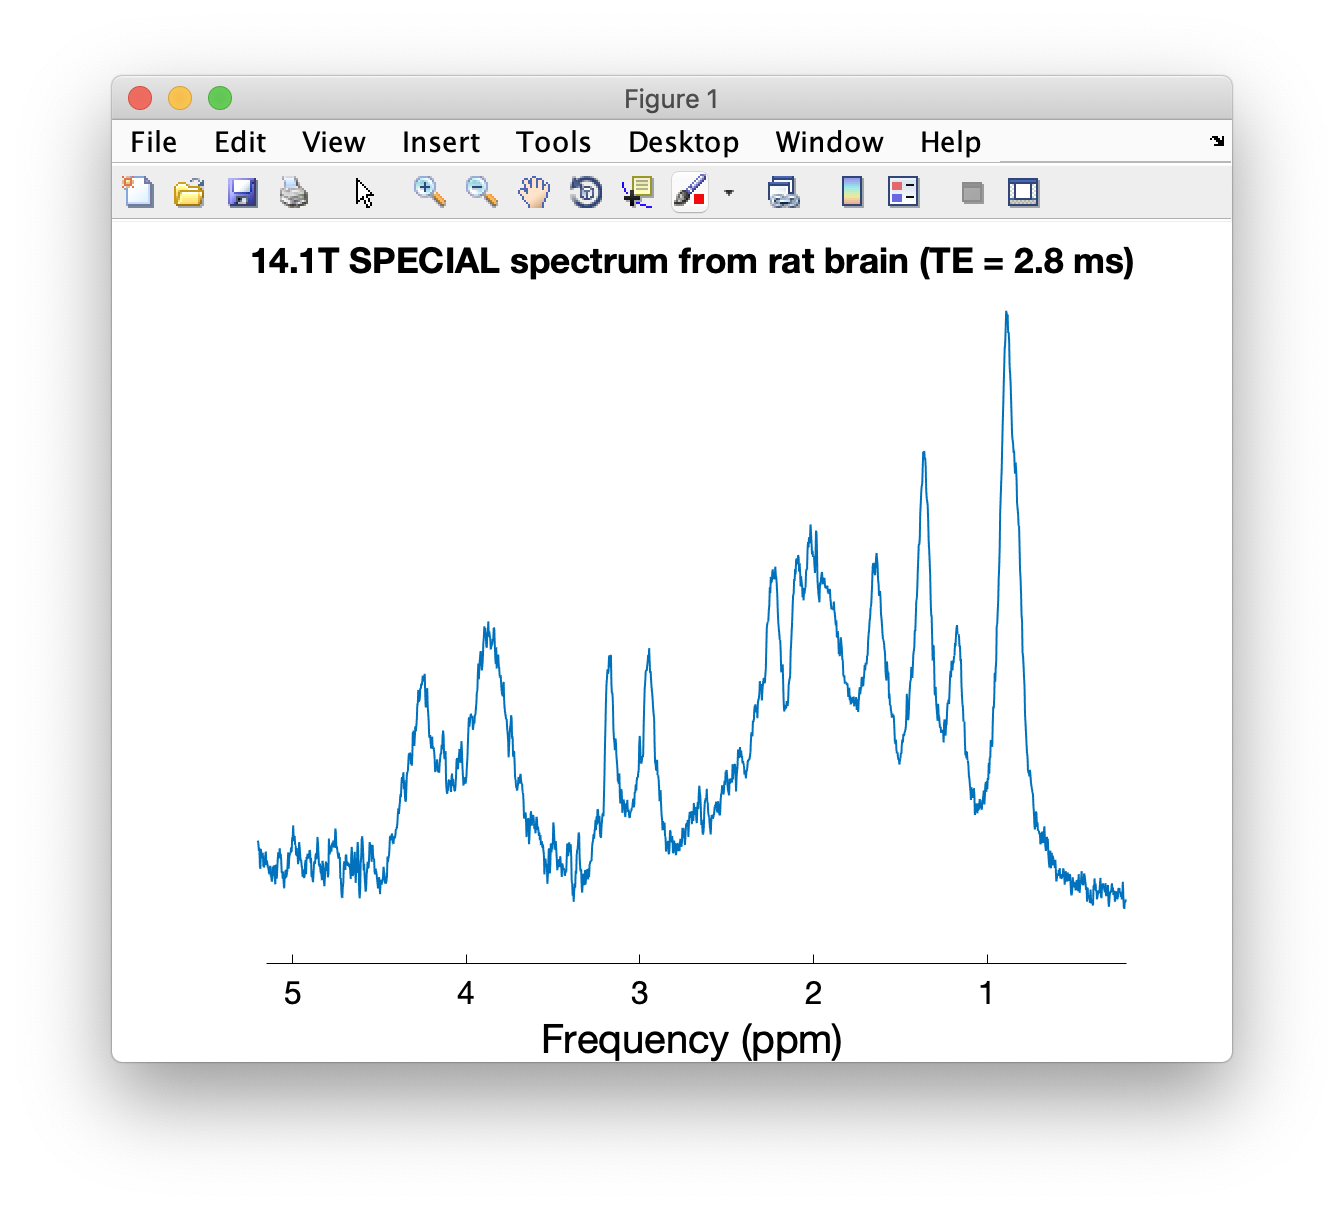 Figure 1
File Edit View Insert Tools Desktop Window Help
14.1T SPECIAL spectrum from rat brain (TE = 2.8 ms)
5 4 3 2 1
Frequency (ppm)